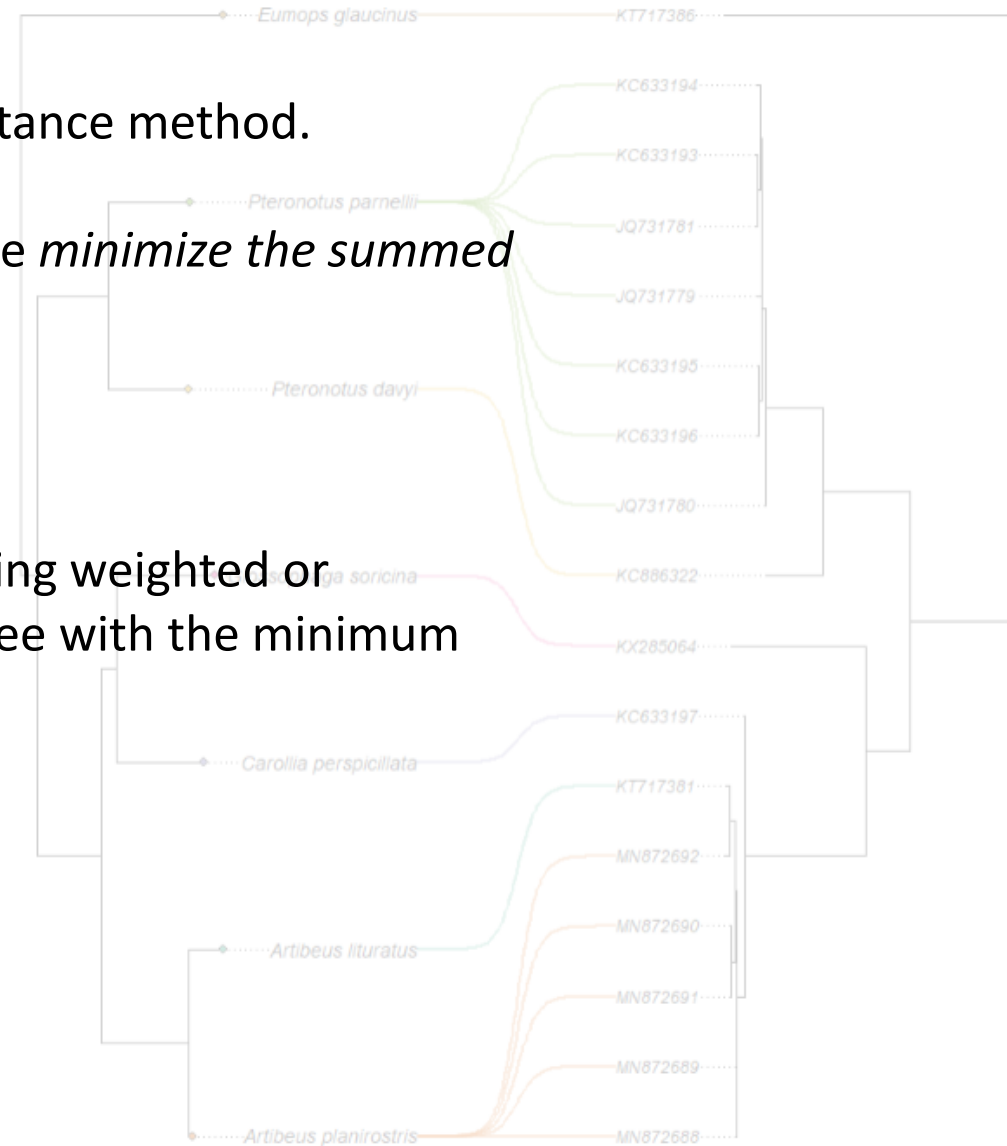 Eumops glaucinus KT717386
KC633194
tance method.
KC633193
Pteronotus parnellii
JQ731781
e minimize the summed
JQ731779
KC633195
Pteronotus davyi
KC633196
JQ731780
ing weighted or
soricina KC886322
ee with the minimum
KX285064
KC633197
Carollia perspicillata
KT717381
MN872692
MN872690
Artibeus lituratus
MN872691
MN872689
Artibeus planirostris MN872688